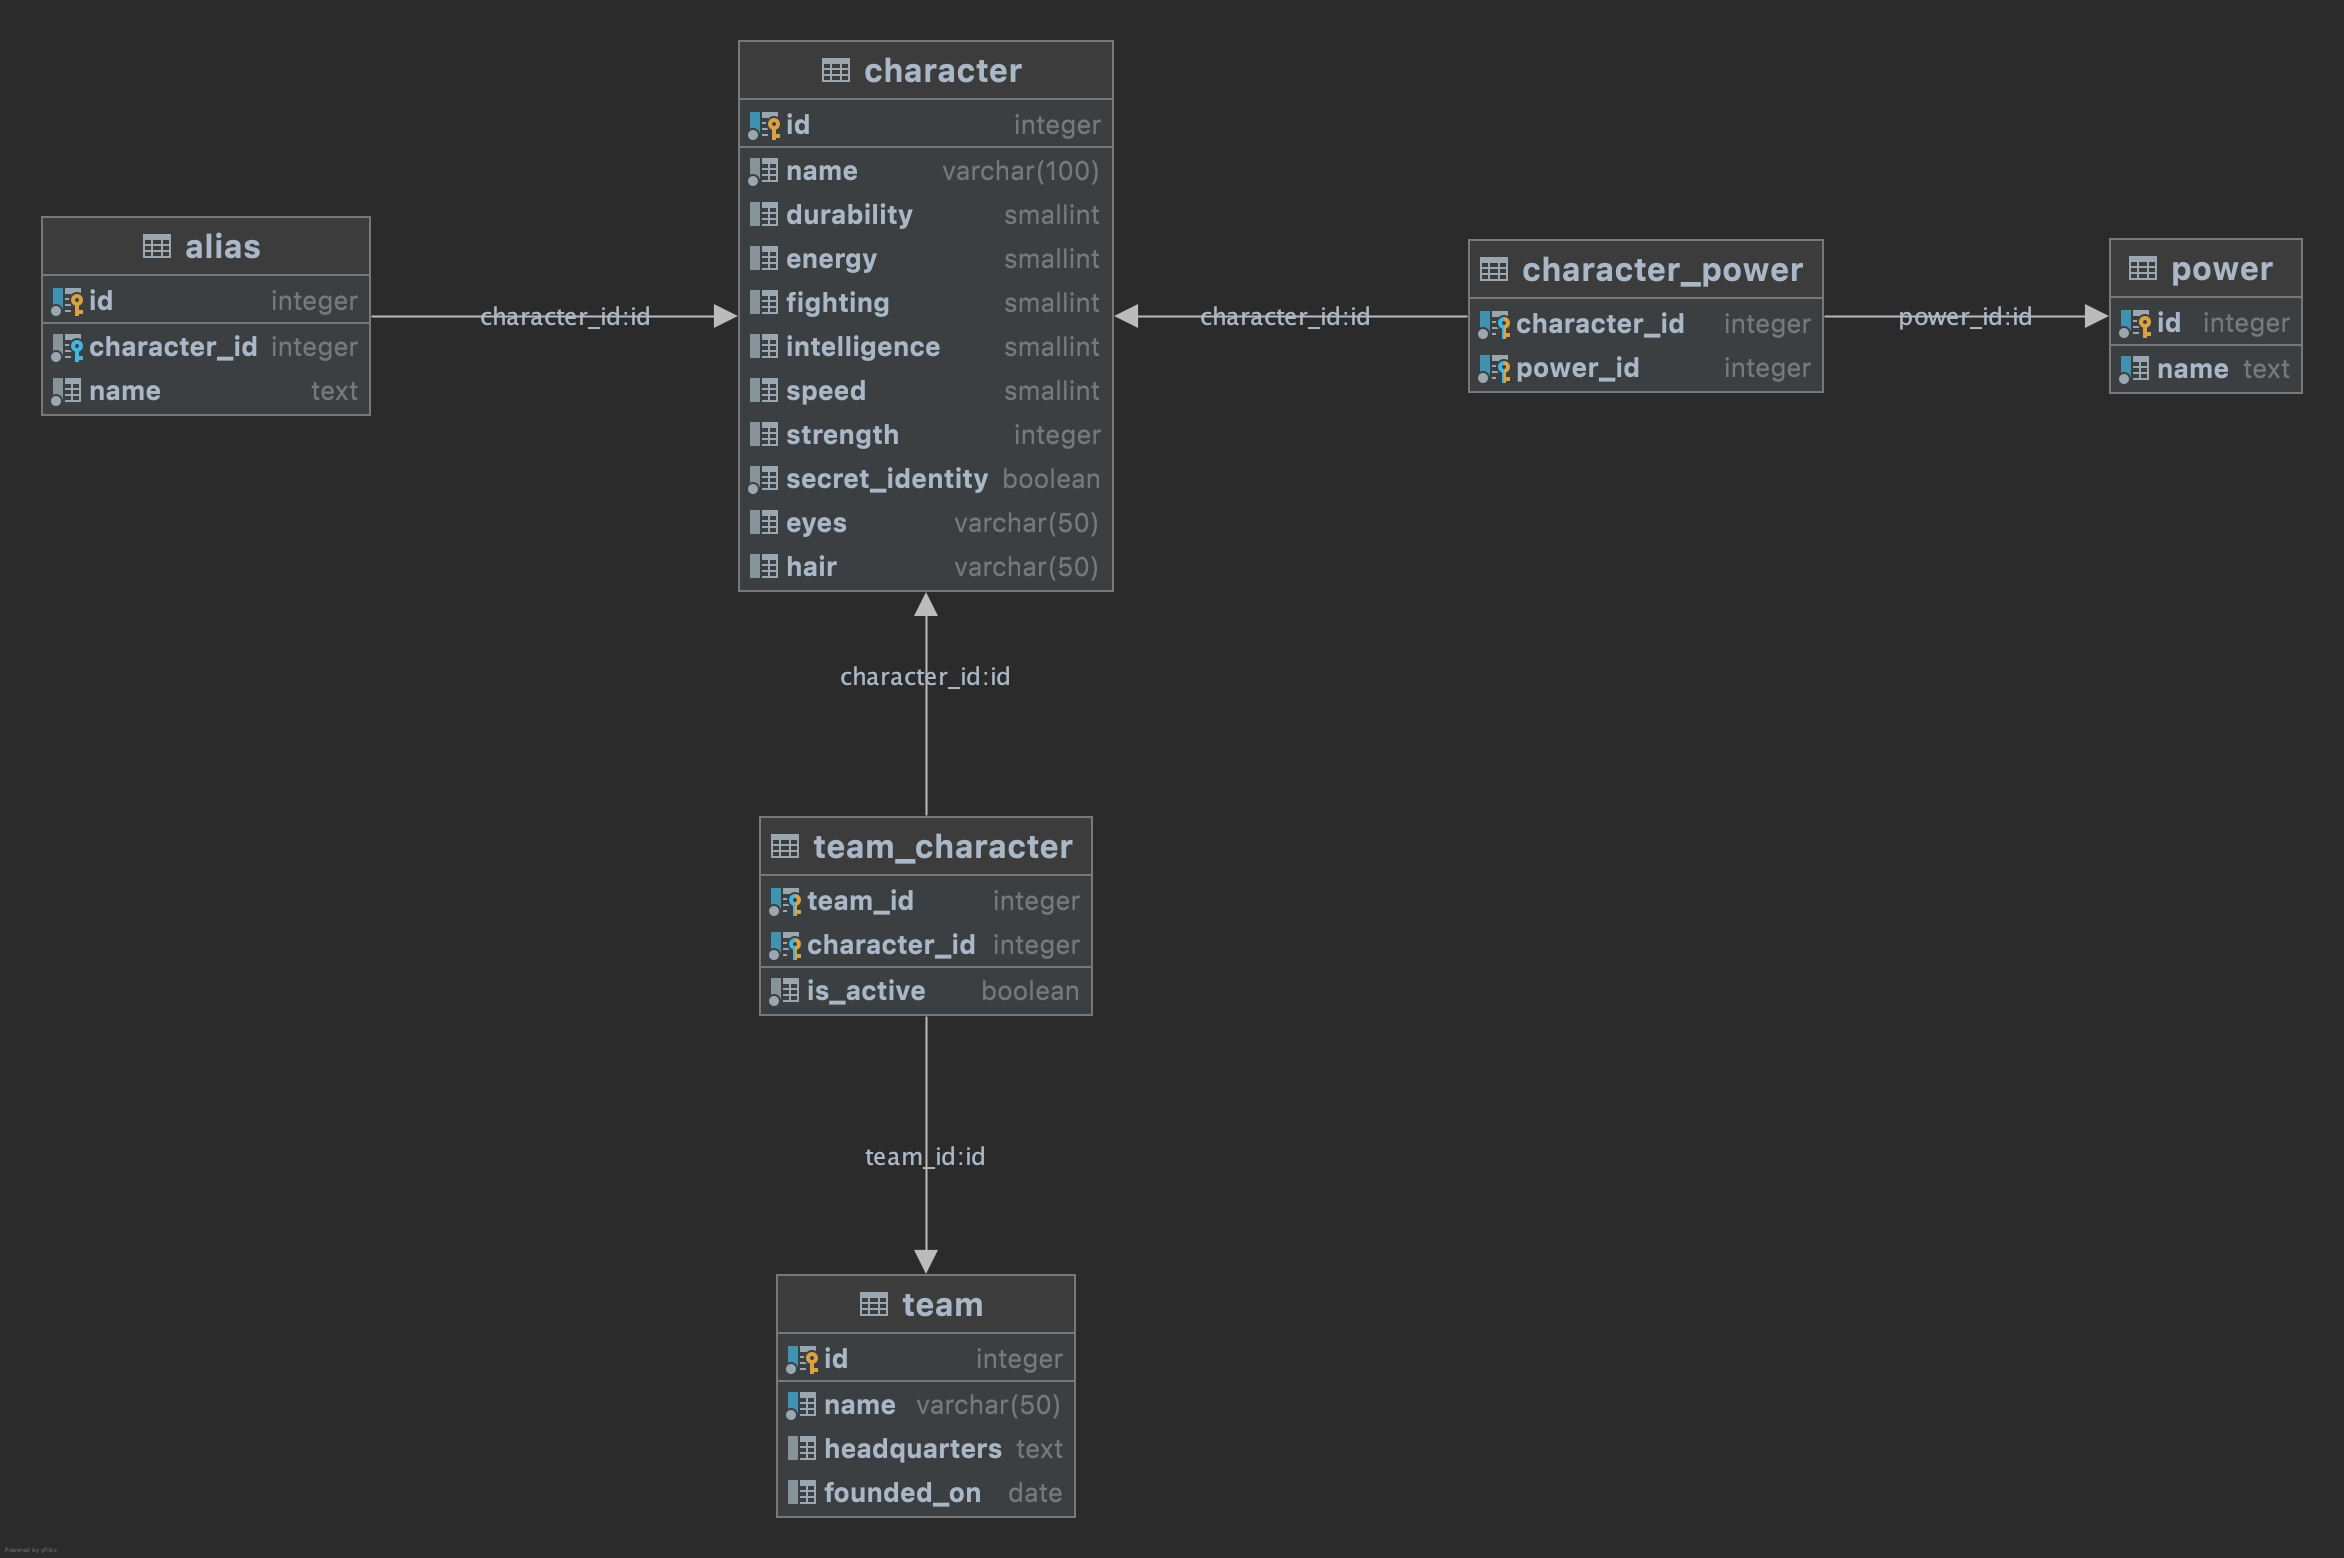 character
id integer
name varchar(100)
durability smallint
energy smallint
fighting smallint
intelligence smallint
speed smallint
strength integer
secret_identity boolean
eyes varchar(50)
hair varchar(50)
alias
id integer
character_id integer
name text
character_id:id
character_id:id
character_power
character_id integer
power_id integer
power_id:id
power
id integer
name text
character_id:id
team_character
team_id integer
character_id integer
is_active boolean
team_id:id
team
id integer
name varchar(50)
headquarters text
founded_on date
Powered by yFiles